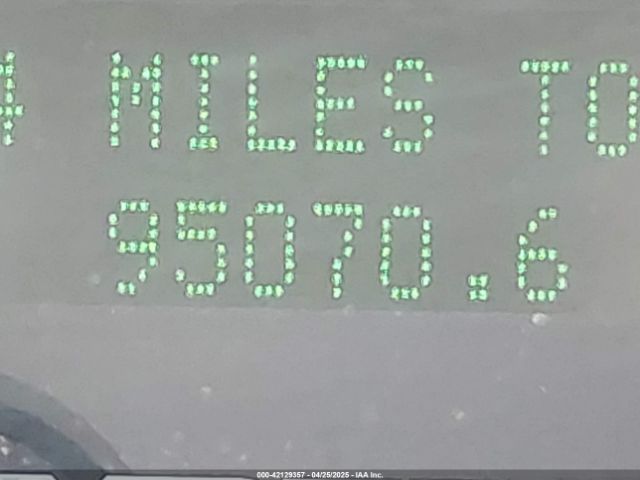 MILES TO
95070.6
000-42129357 - 04/25/2025 - IAA Inc.